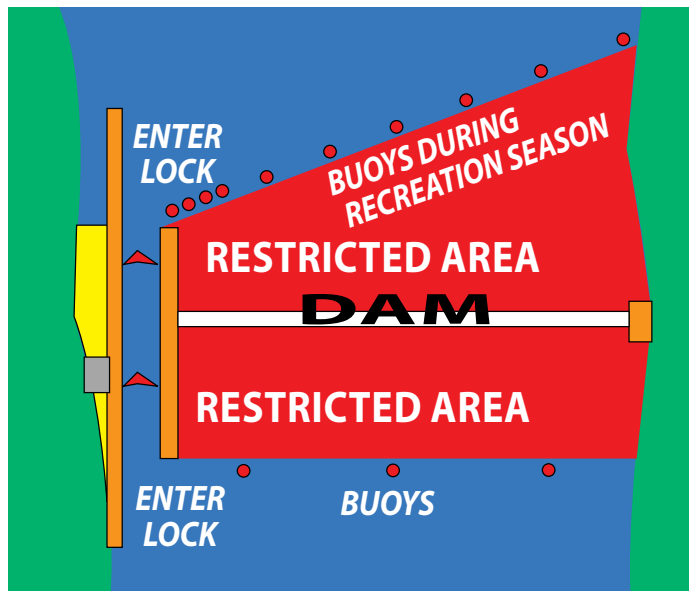 ENTER
LOCK
BUOYS DURING
RECREATION SEASON
RESTRICTED AREA
DAM
RESTRICTED AREA
ENTER
LOCK
BUOYS